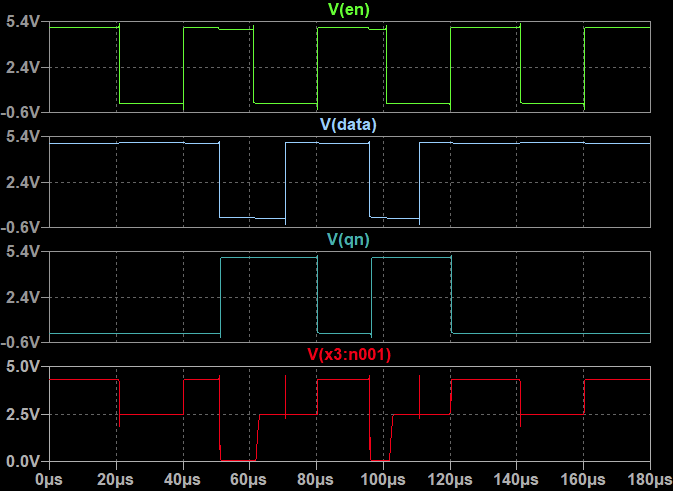 V(en)
5.4V
2.4V
-0.6V
V(data)
5.4V
2.4V
-0.6V
V(qn)
5.4V
2.4V
-0.6V
V(x3:n001)
5.0V
2.5V
0.0V
0µs 20µs 40µs 60µs 80µs 100µs 120µs 140µs 160µs 180µs